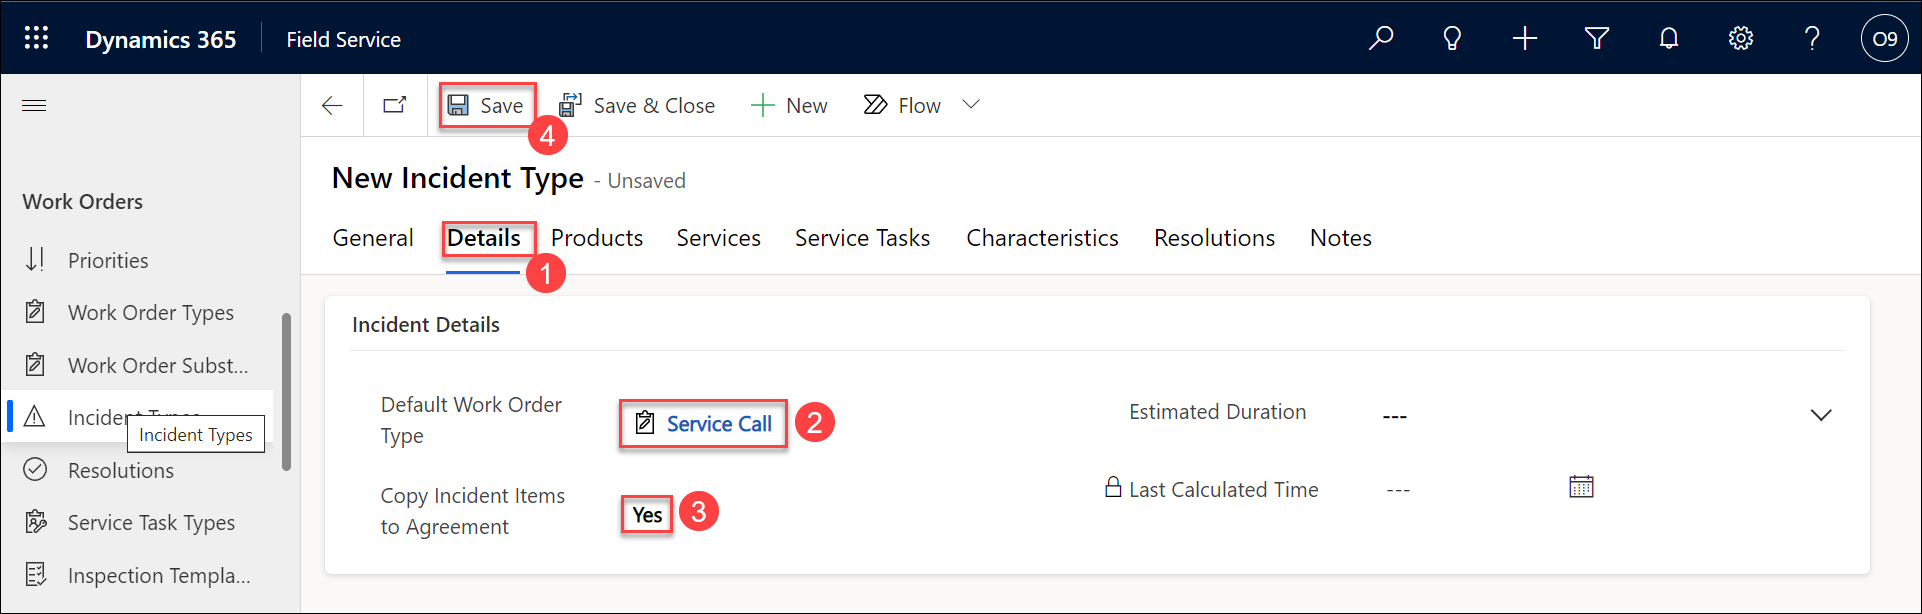 Dynamics 365 Field Service
O9
Save Save & Close New Flow
4
New Incident Type - Unsaved
Work Orders
General Details Products Services Service Tasks Characteristics Resolutions Notes
1
Priorities
Work Order Types
Work Order Subst...
Incident Types
Incident Types
Resolutions
Service Task Types
Inspection Templa...
Incident Details
Default Work Order
Type
Service Call
2
Estimated Duration ---
Copy Incident Items
to Agreement
Yes
3
Last Calculated Time ---